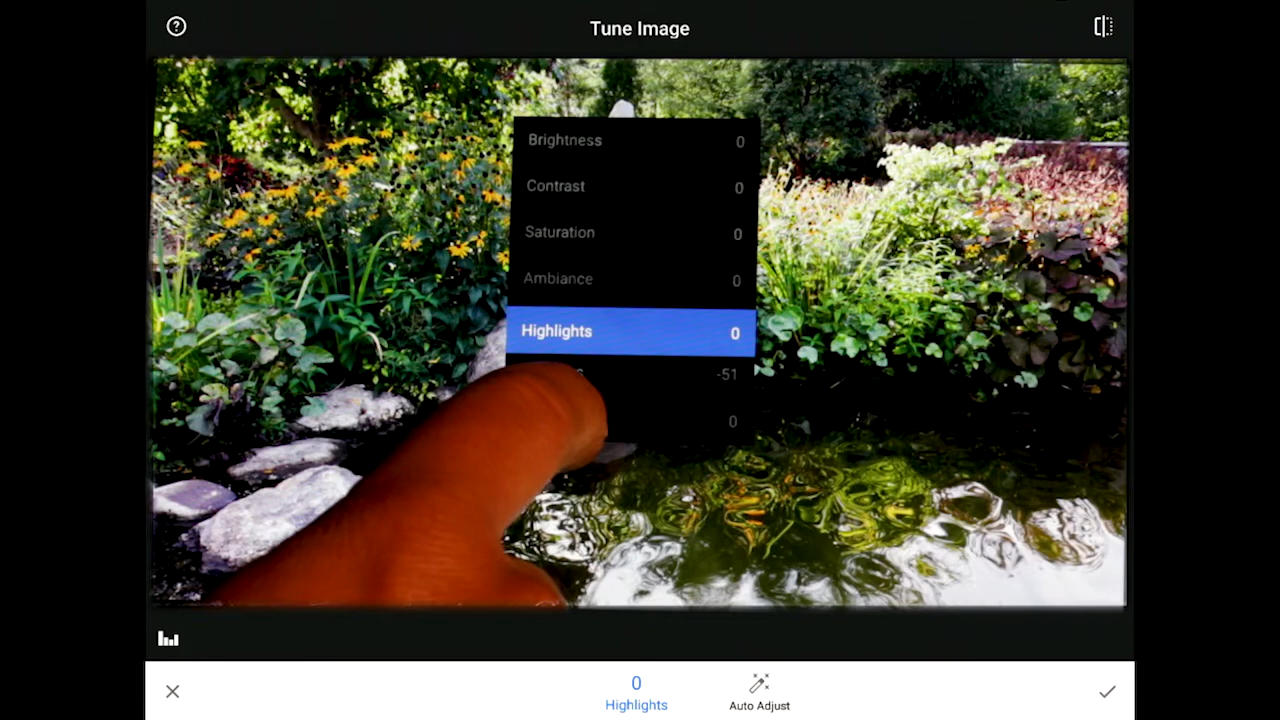 Tune Image
Brightness 0
Contrast 0
Saturation 0
Ambiance 0
Highlights 0
-51
0
0
Highlights
Auto Adjust